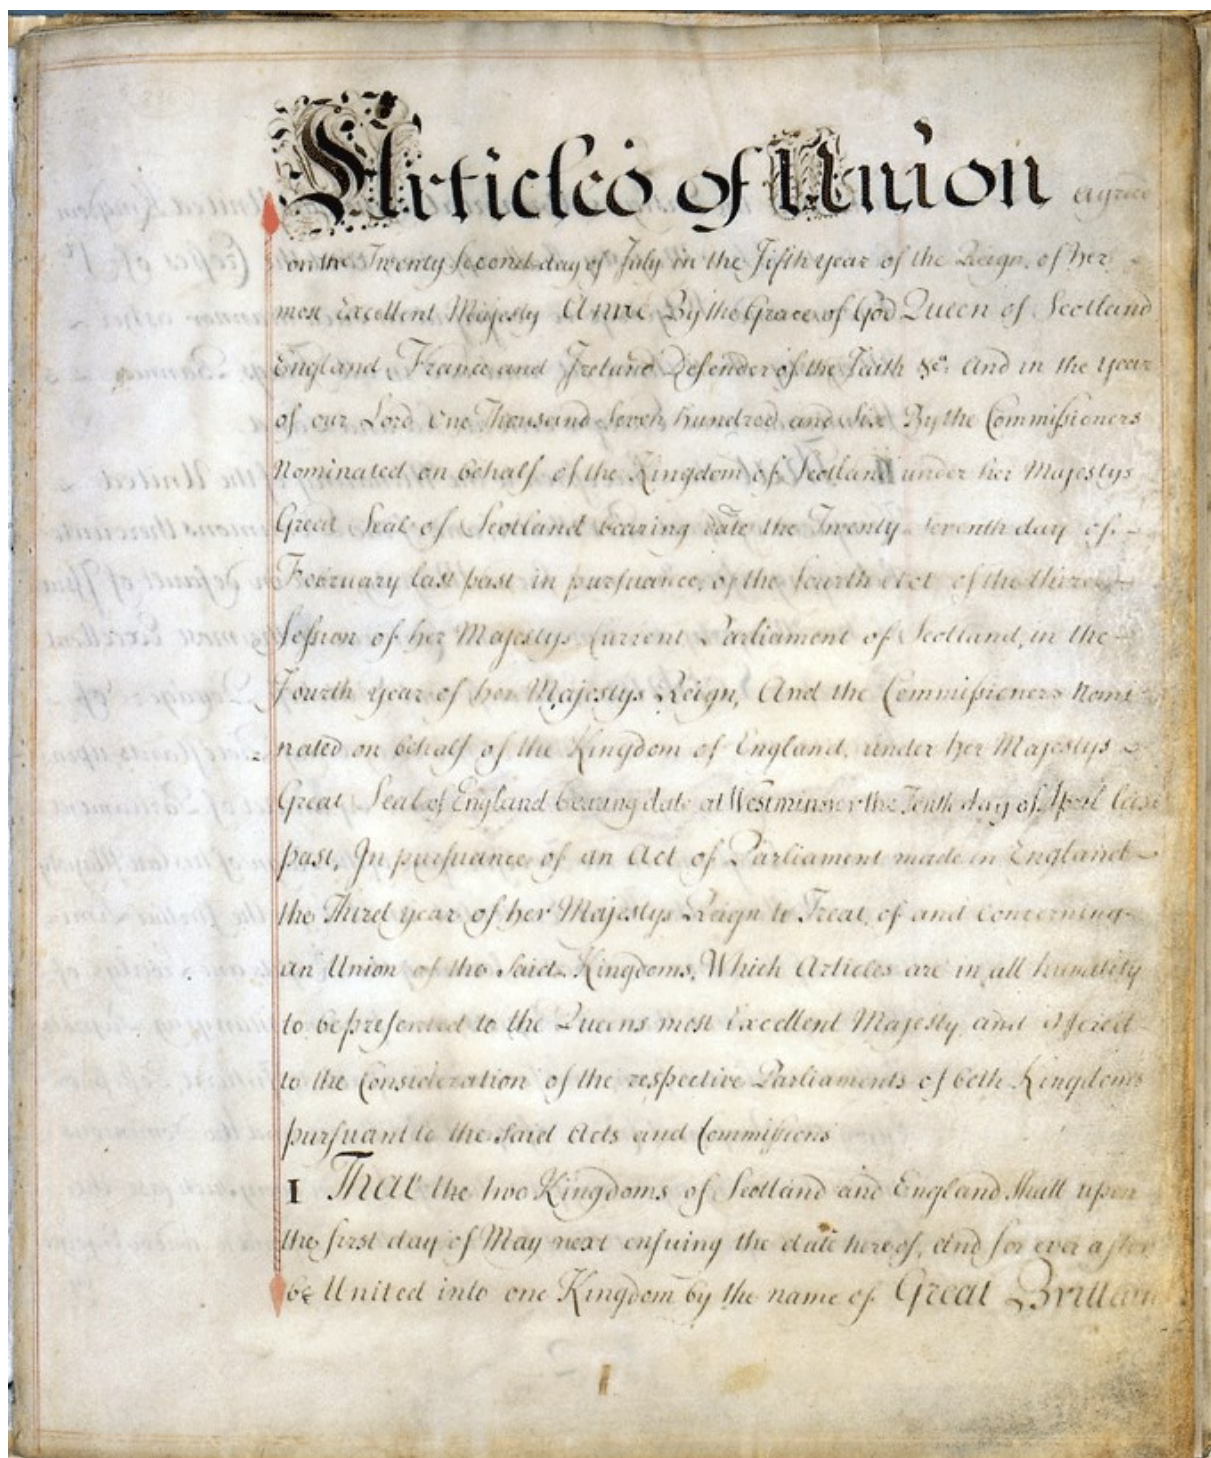 Articles of Union agree
on the Twenty Second day of July in the Fifth year of the Reign of her
most Excellent Majesty Anne By the Grace of God Queen of Scotland
England France and Ireland Defender of the Faith &c. And in the year
of our Lord One Thousand Seven hundred and Six By the Commissioners
Nominated on behalf of the Kingdom of Scotland under her Majestys
Great Seal of Scotland bearing date the Twenty Seventh day of
February last past in pursuance of the fourth Act of the third
Session of her Majestys Current Parliament of Scotland, in the
Fourth year of her Majestys Reign, And the Commissioners Nomi
nated on behalf of the Kingdom of England, under her Majestys
Great Seal of England bearing date at Westminster the Tenth day of April last
past, In pursuance of an Act of Parliament made in England
the Third year of her Majestys Reign to Treat of and concerning
an Union of the Said Kingdoms, Which Articles are in all humility
to be presented to the Queens most Excellent Majesty and offered
to the Consideration of the respective Parliaments of both Kingdoms
pursuant to the Said Acts and Commissions
I That the two Kingdoms of Scotland and England Shall upon
the first day of May next ensuing the date hereof, and for ever after
be United into one Kingdom by the name of Great Brittain